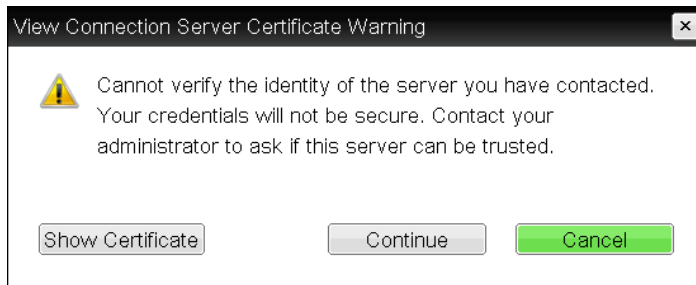 View Connection Server Certificate Warning
Cannot verify the identity of the server you have contacted.
Your credentials will not be secure. Contact your
administrator to ask if this server can be trusted.
Show Certificate Continue Cancel